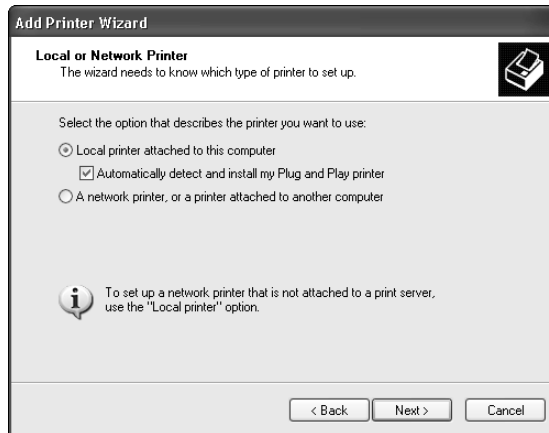 Add Printer Wizard
Local or Network Printer
The wizard needs to know which type of printer to set up.
Select the option that describes the printer you want to use:
Local printer attached to this computer
Automatically detect and install my Plug and Play printer
A network printer, or a printer attached to another computer
To set up a network printer that is not attached to a print server,
use the "Local printer" option.
< Back Next > Cancel